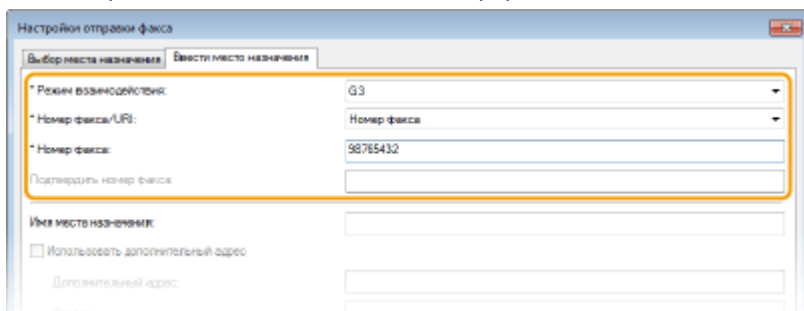 Настройки отправки факса
Выбор места назначения Ввести место назначения
* Режим взаимодействия: G3
* Номер факса/URI: Номер факса
* Номер факса: 98765432
Подтвердить номер факса:
Имя места назначения:
Использовать дополнительный адрес
Дополнительный адрес: